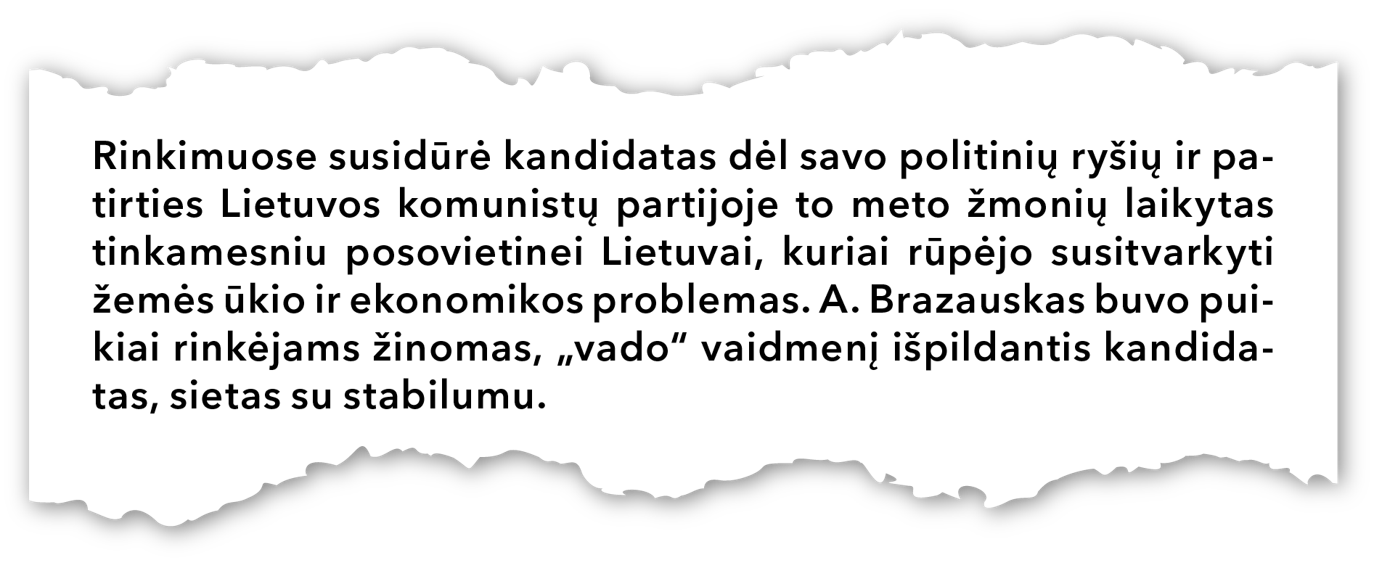 Rinkimuose susidūrė kandidatas dėl savo politinių ryšių ir pa-
tirties Lietuvos komunistų partijoje to meto žmonių laikytas
tinkamesniu posovietinei Lietuvai, kuriai rūpėjo susitvarkyti
žemės ūkio ir ekonomikos problemas. A. Brazauskas buvo pui-
kiai rinkėjams žinomas, „vado“ vaidmenį išpildantis kandida-
tas, sietas su stabilumu.